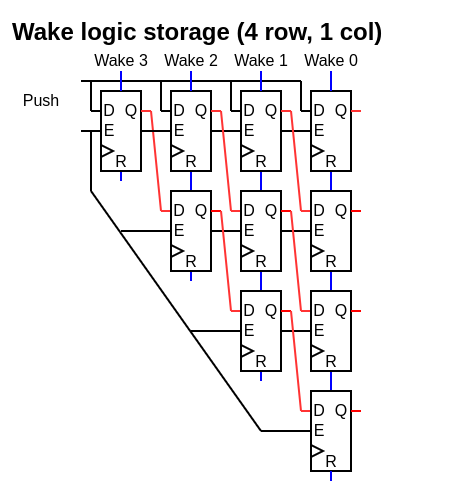 Wake logic storage (4 row, 1 col)
Wake 3 Wake 2 Wake 1 Wake 0
Push
D Q D Q D Q D Q
E E E E
R R R R
D Q D Q D Q
E E E
R R R
D Q D Q
E E
R R
D Q
E
R